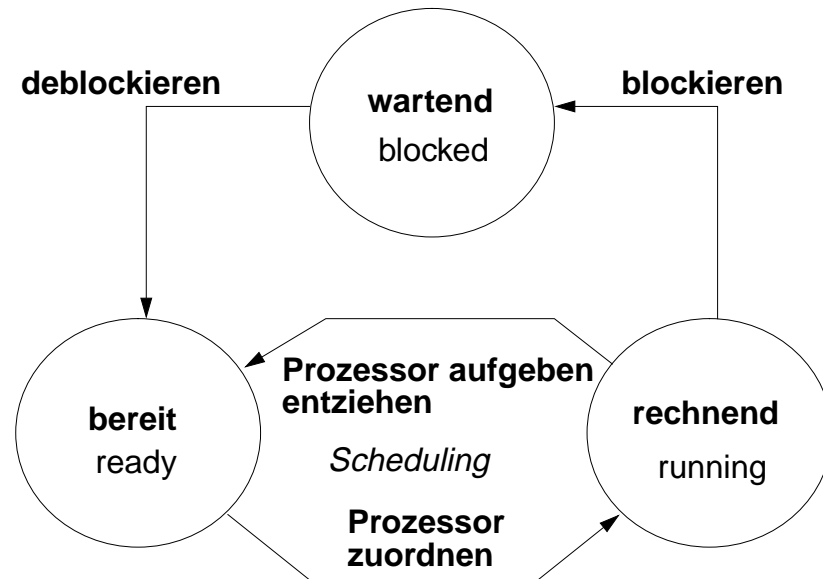 deblockieren
wartend
blocked
blockieren
Prozessor aufgeben
entziehen
bereit
ready
Scheduling
rechnend
running
Prozessor
zuordnen